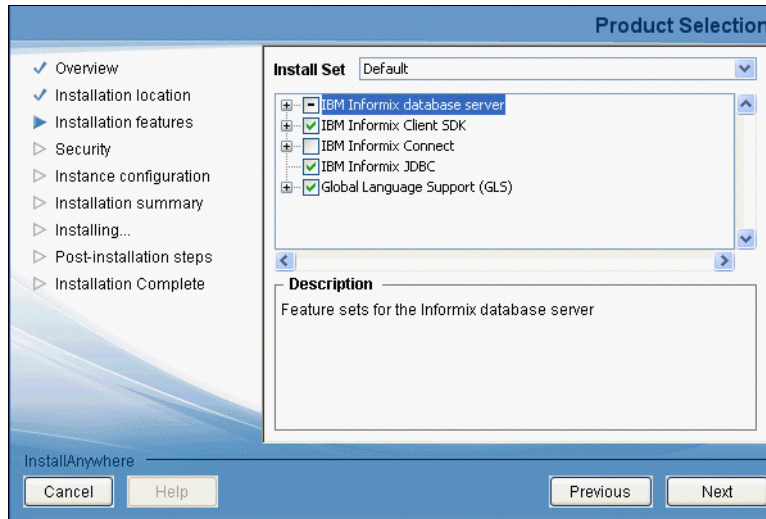 Product Selection
Overview
Installation location
Installation features
Security
Instance configuration
Installation summary
Installing...
Post-installation steps
Installation Complete
Install Set Default
IBM Informix database server
IBM Informix Client SDK
IBM Informix Connect
IBM Informix JDBC
Global Language Support (GLS)
Description
Feature sets for the Informix database server
InstallAnywhere
Cancel Help Previous Next